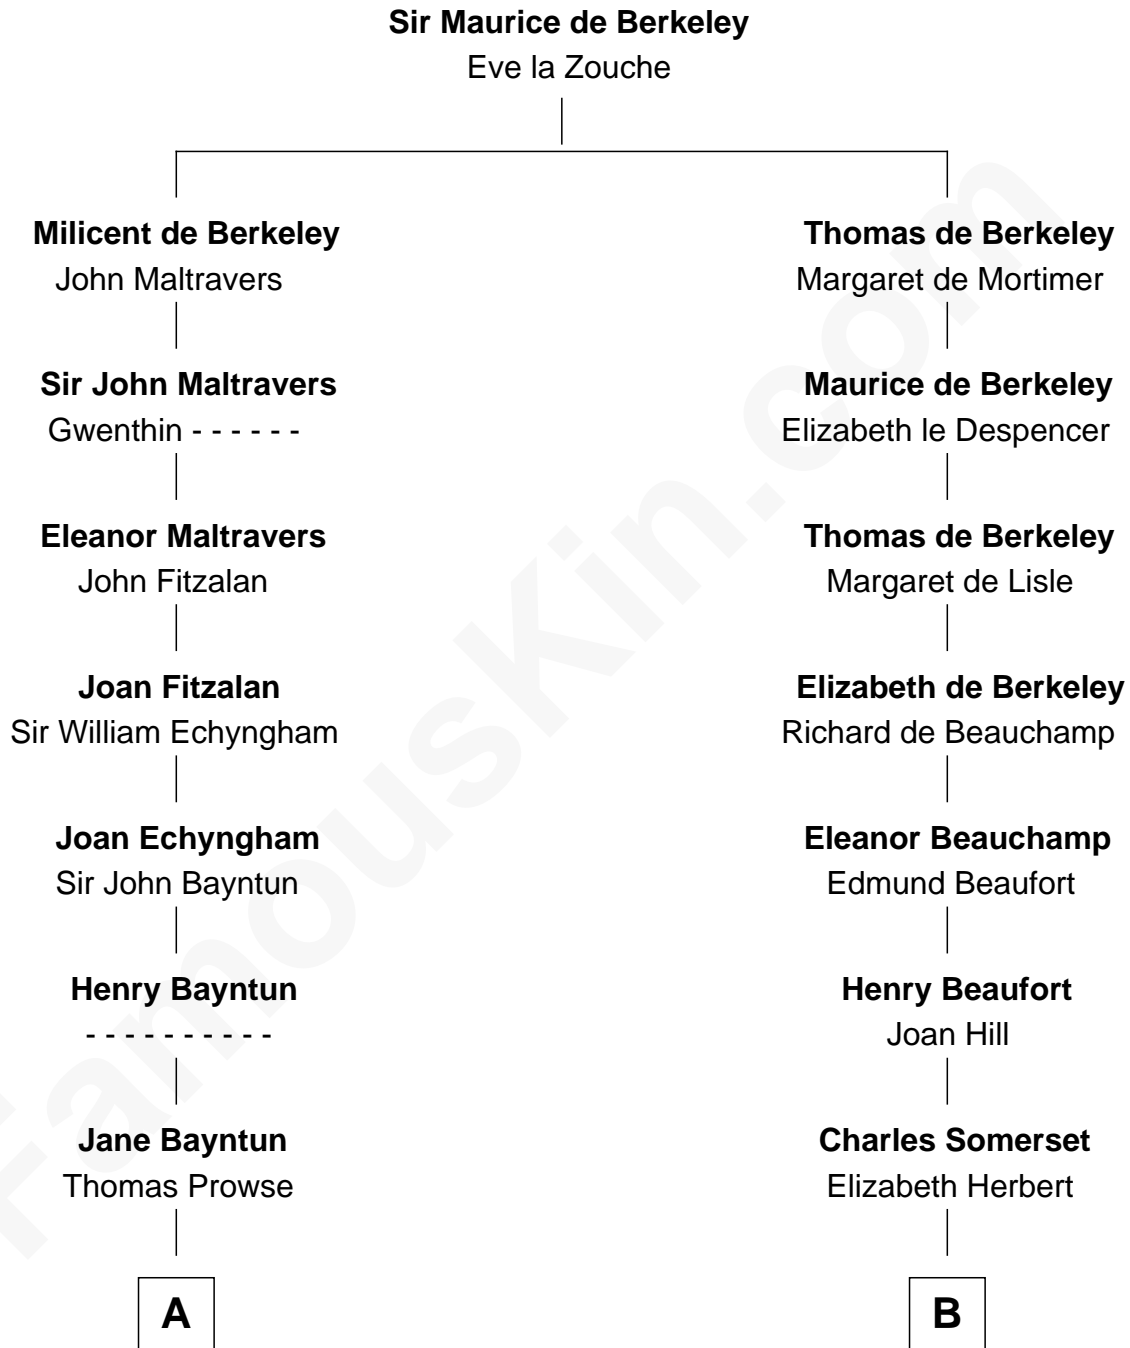 Sir Maurice de Berkeley
Eve la Zouche
Milicent de Berkeley
John Maltravers
Thomas de Berkeley
Margaret de Mortimer
Sir John Maltravers
Gwenthin - - - - - -
Maurice de Berkeley
Elizabeth le Despencer
Eleanor Maltravers
John Fitzalan
Thomas de Berkeley
Margaret de Lisle
Joan Fitzalan
Sir William Echyngham
Elizabeth de Berkeley
Richard de Beauchamp
Joan Echyngham
Sir John Bayntun
Eleanor Beauchamp
Edmund Beaufort
Henry Bayntun
- - - - - - - - - -
Henry Beaufort
Joan Hill
Jane Bayntun
Thomas Prowse
Charles Somerset
Elizabeth Herbert
A
B
FamousKin.com